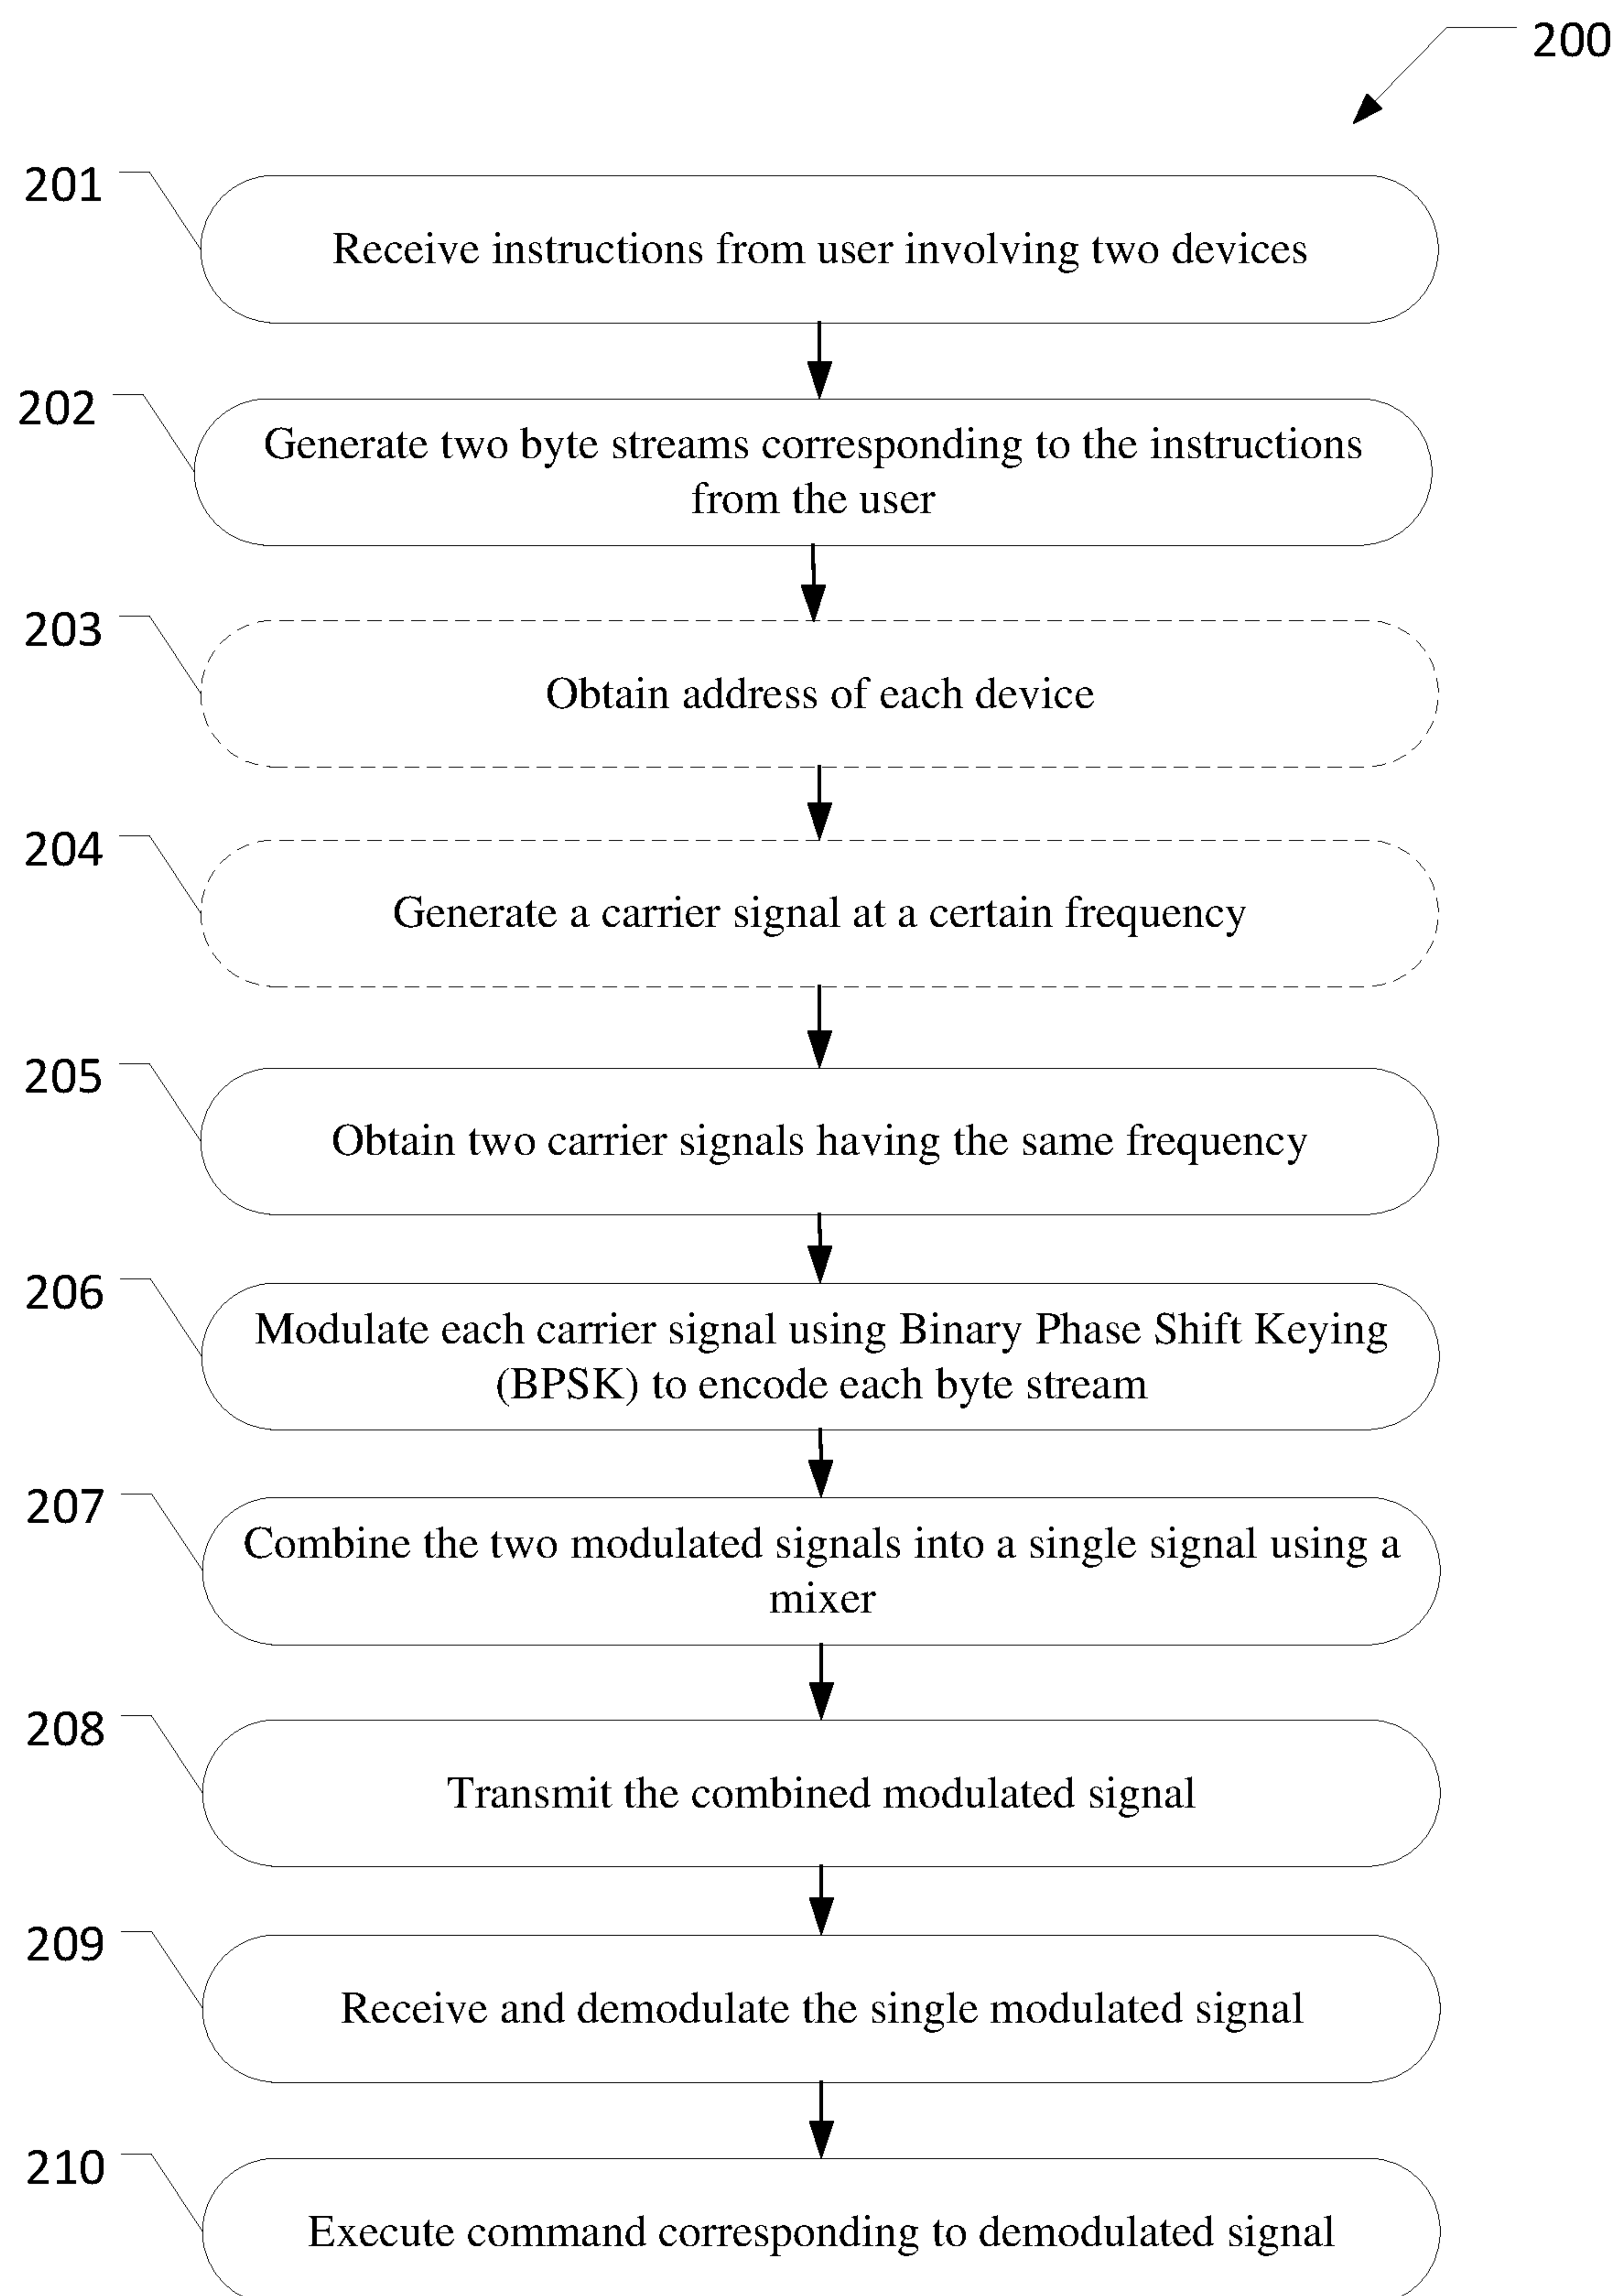 200
201
Receive instructions from user involving two devices
202
Generate two byte streams corresponding to the instructions
from the user
203
Obtain address of each device
204
Generate a carrier signal at a certain frequency
205
Obtain two carrier signals having the same frequency
206
Modulate each carrier signal using Binary Phase Shift Keying
(BPSK) to encode each byte stream
207
Combine the two modulated signals into a single signal using a
mixer
208
Transmit the combined modulated signal
209
Receive and demodulate the single modulated signal
210
Execute command corresponding to demodulated signal